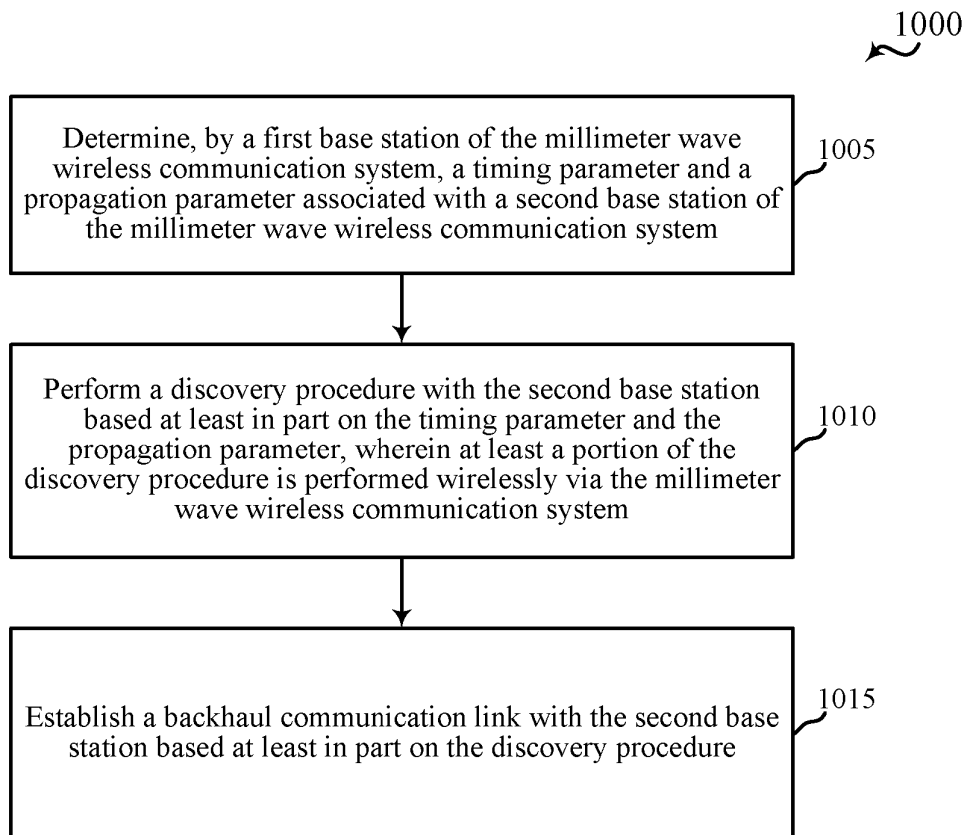 1000
Determine, by a first base station of the millimeter wave
wireless communication system, a timing parameter and a
propagation parameter associated with a second base station of
the millimeter wave wireless communication system
1005
Perform a discovery procedure with the second base station
based at least in part on the timing parameter and the
propagation parameter, wherein at least a portion of the
discovery procedure is performed wirelessly via the millimeter
wave wireless communication system
1010
Establish a backhaul communication link with the second base
station based at least in part on the discovery procedure
1015